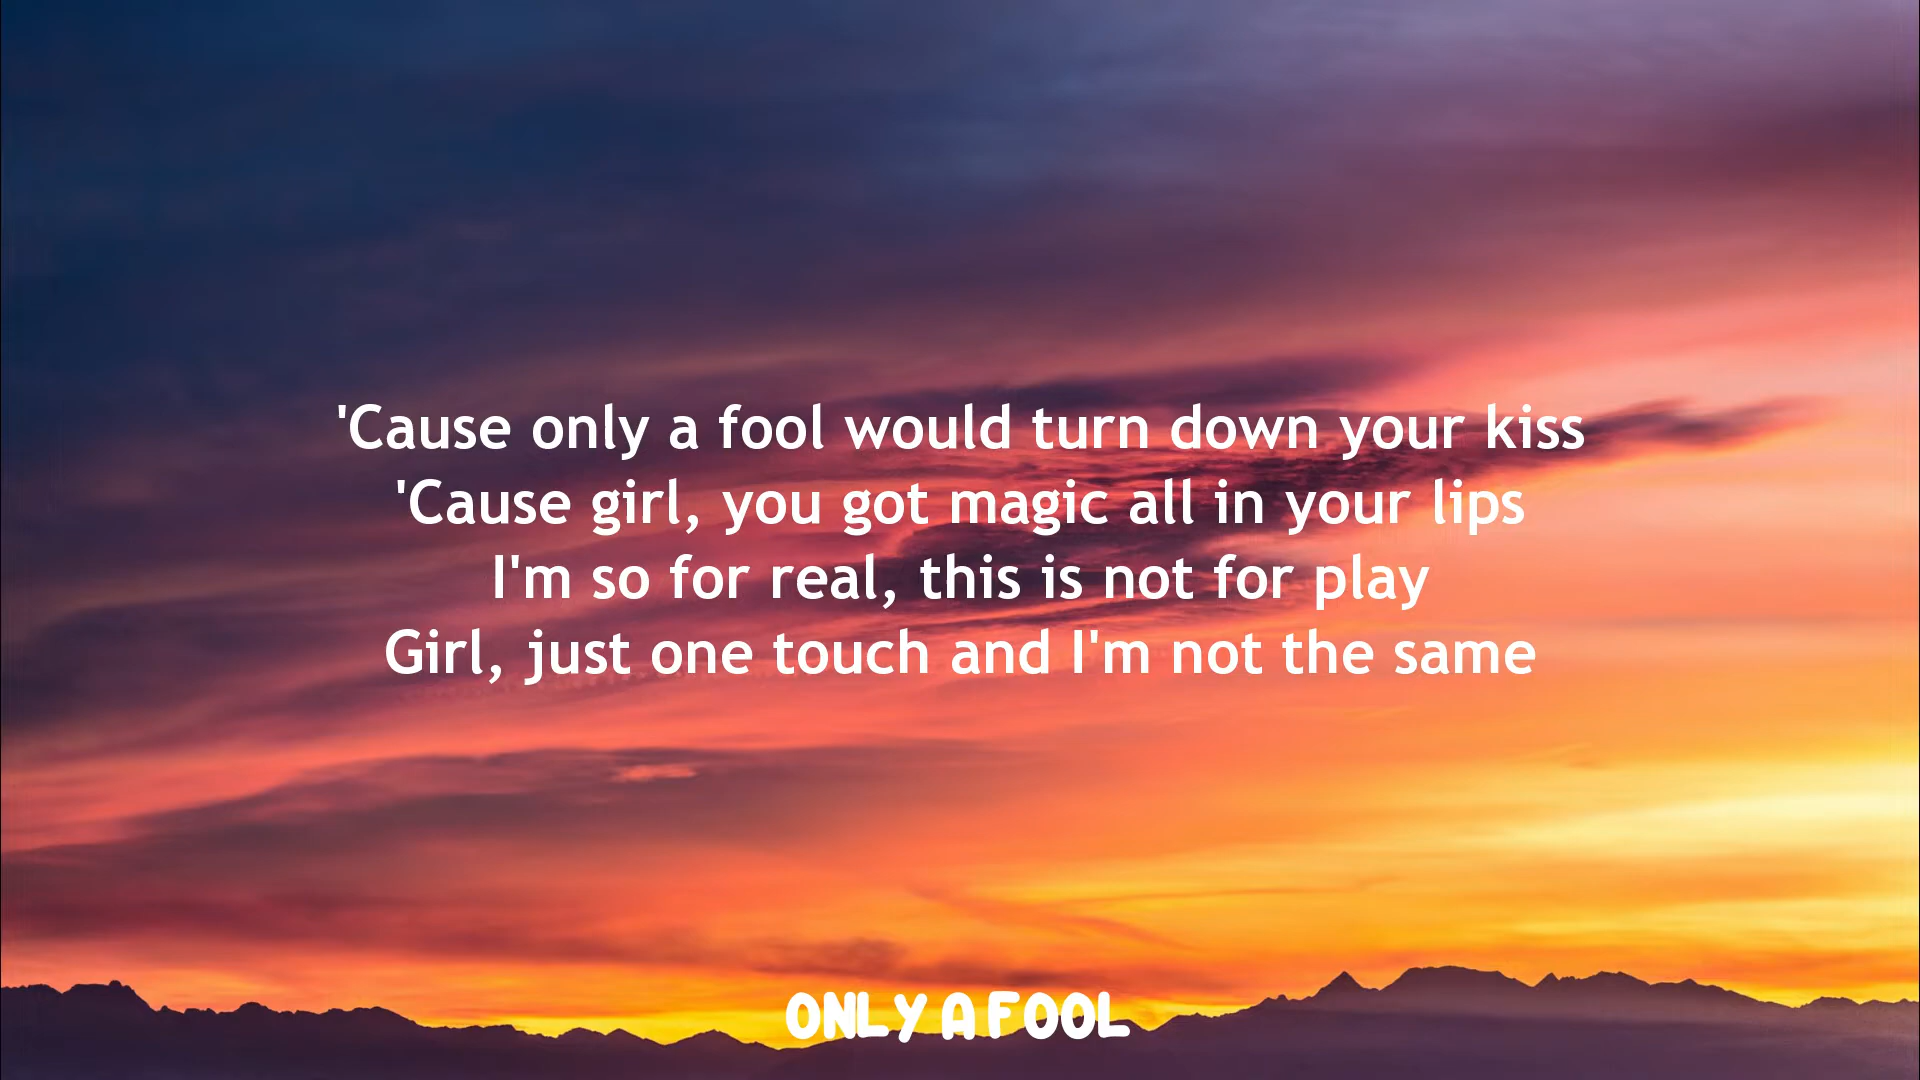 'Cause only a fool would turn down your kiss
'Cause girl, you got magic all in your lips
I'm so for real, this is not for play
Girl, just one touch and I'm not the same
ONLY A FOOL